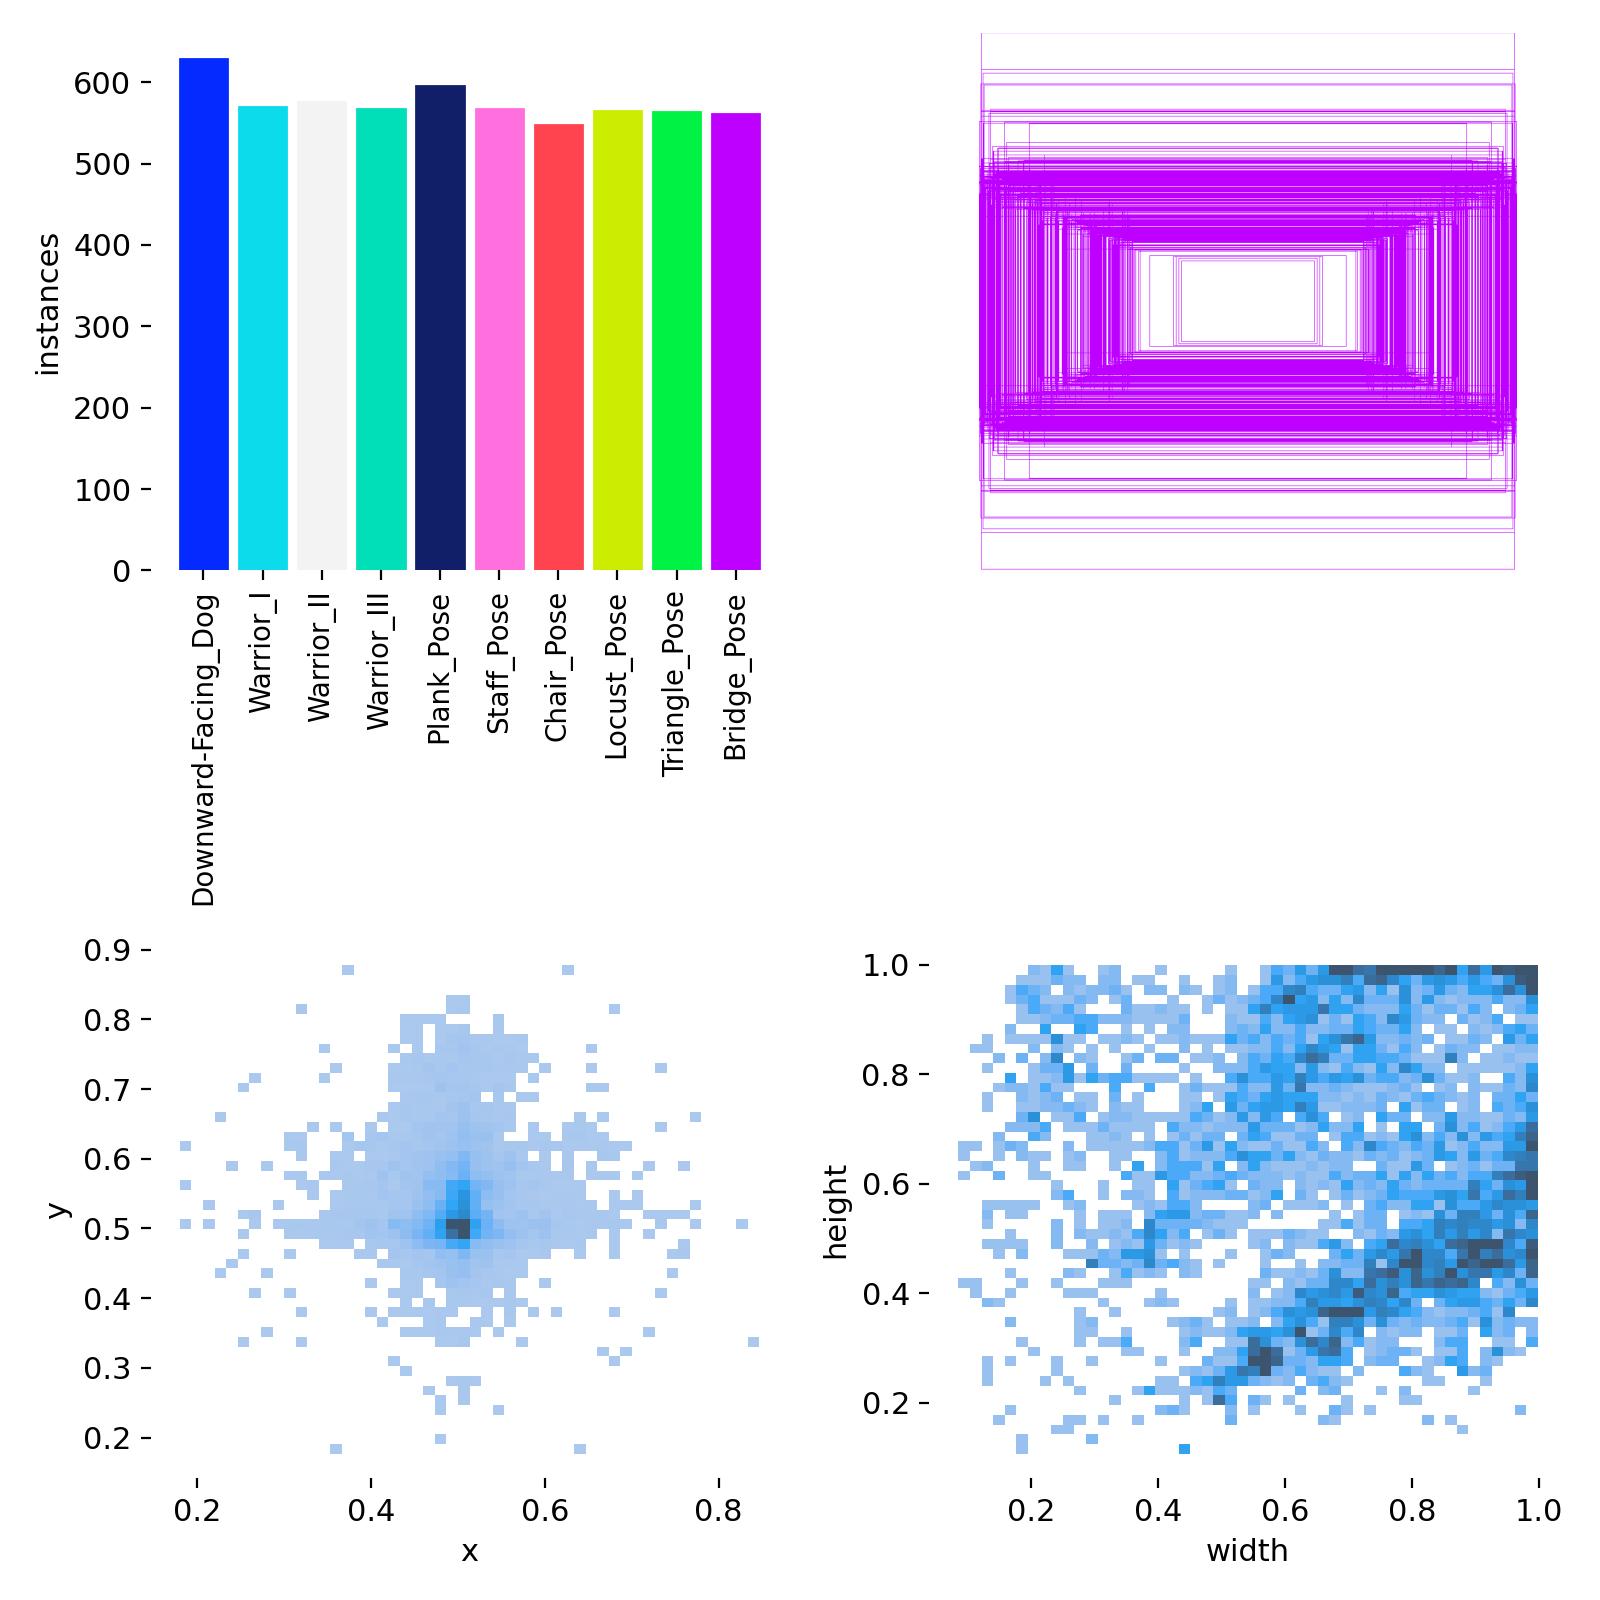 600
500
400
300
200
100
0
instances
Downward-Facing_Dog
Warrior_I
Warrior_II
Warrior_III
Plank_Pose
Staff_Pose
Chair_Pose
Locust_Pose
Triangle_Pose
Bridge_Pose
0.9
0.8
0.7
0.6
0.5
0.4
0.3
0.2
y
0.2 0.4 0.6 0.8
x
1.0
0.8
0.6
0.4
0.2
height
0.2 0.4 0.6 0.8 1.0
width